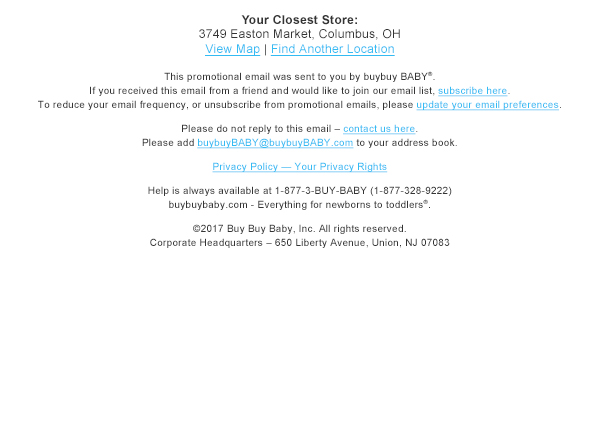 Your Closest Store:
3749 Easton Market, Columbus, OH
View Map | Find Another Location
This promotional email was sent to you by buybuy BABY®.
If you received this email from a friend and would like to join our email list, subscribe here.
To reduce your email frequency, or unsubscribe from promotional emails, please update your email preferences.
Please do not reply to this email – contact us here.
Please add buybuyBABY@buybuyBABY.com to your address book.
Privacy Policy — Your Privacy Rights
Help is always available at 1-877-3-BUY-BABY (1-877-328-9222)
buybuybaby.com - Everything for newborns to toddlers®.
©2017 Buy Buy Baby, Inc. All rights reserved.
Corporate Headquarters – 650 Liberty Avenue, Union, NJ 07083